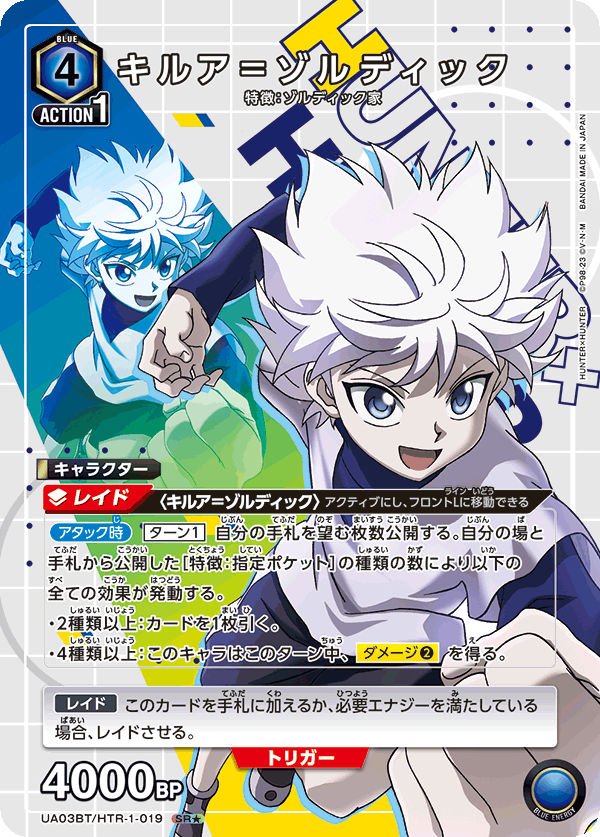 BLUE
4
ACTION 1
キルア＝ゾルディック
特徴：ゾルディック家
HUNTER×HUNTER ©P98-23 ©V・N・M BANDAI MADE IN JAPAN
キャラクター
レイド 〈キルア＝ゾルディック〉アクティブにし、フロントLに移動できる
アタック時 ターン1 自分の手札を望む枚数公開する。自分の場と
手札から公開した[特徴：指定ポケット]の種類の数により以下の
全ての効果が発動する。
・2種類以上：カードを1枚引く。
・4種類以上：このキャラはこのターン中、ダメージ❷を得る。
レイド このカードを手札に加えるか、必要エナジーを満たしている
場合、レイドさせる。
トリガー
4000BP
BLUE ENERGY
UA03BT/HTR-1-019 SR★